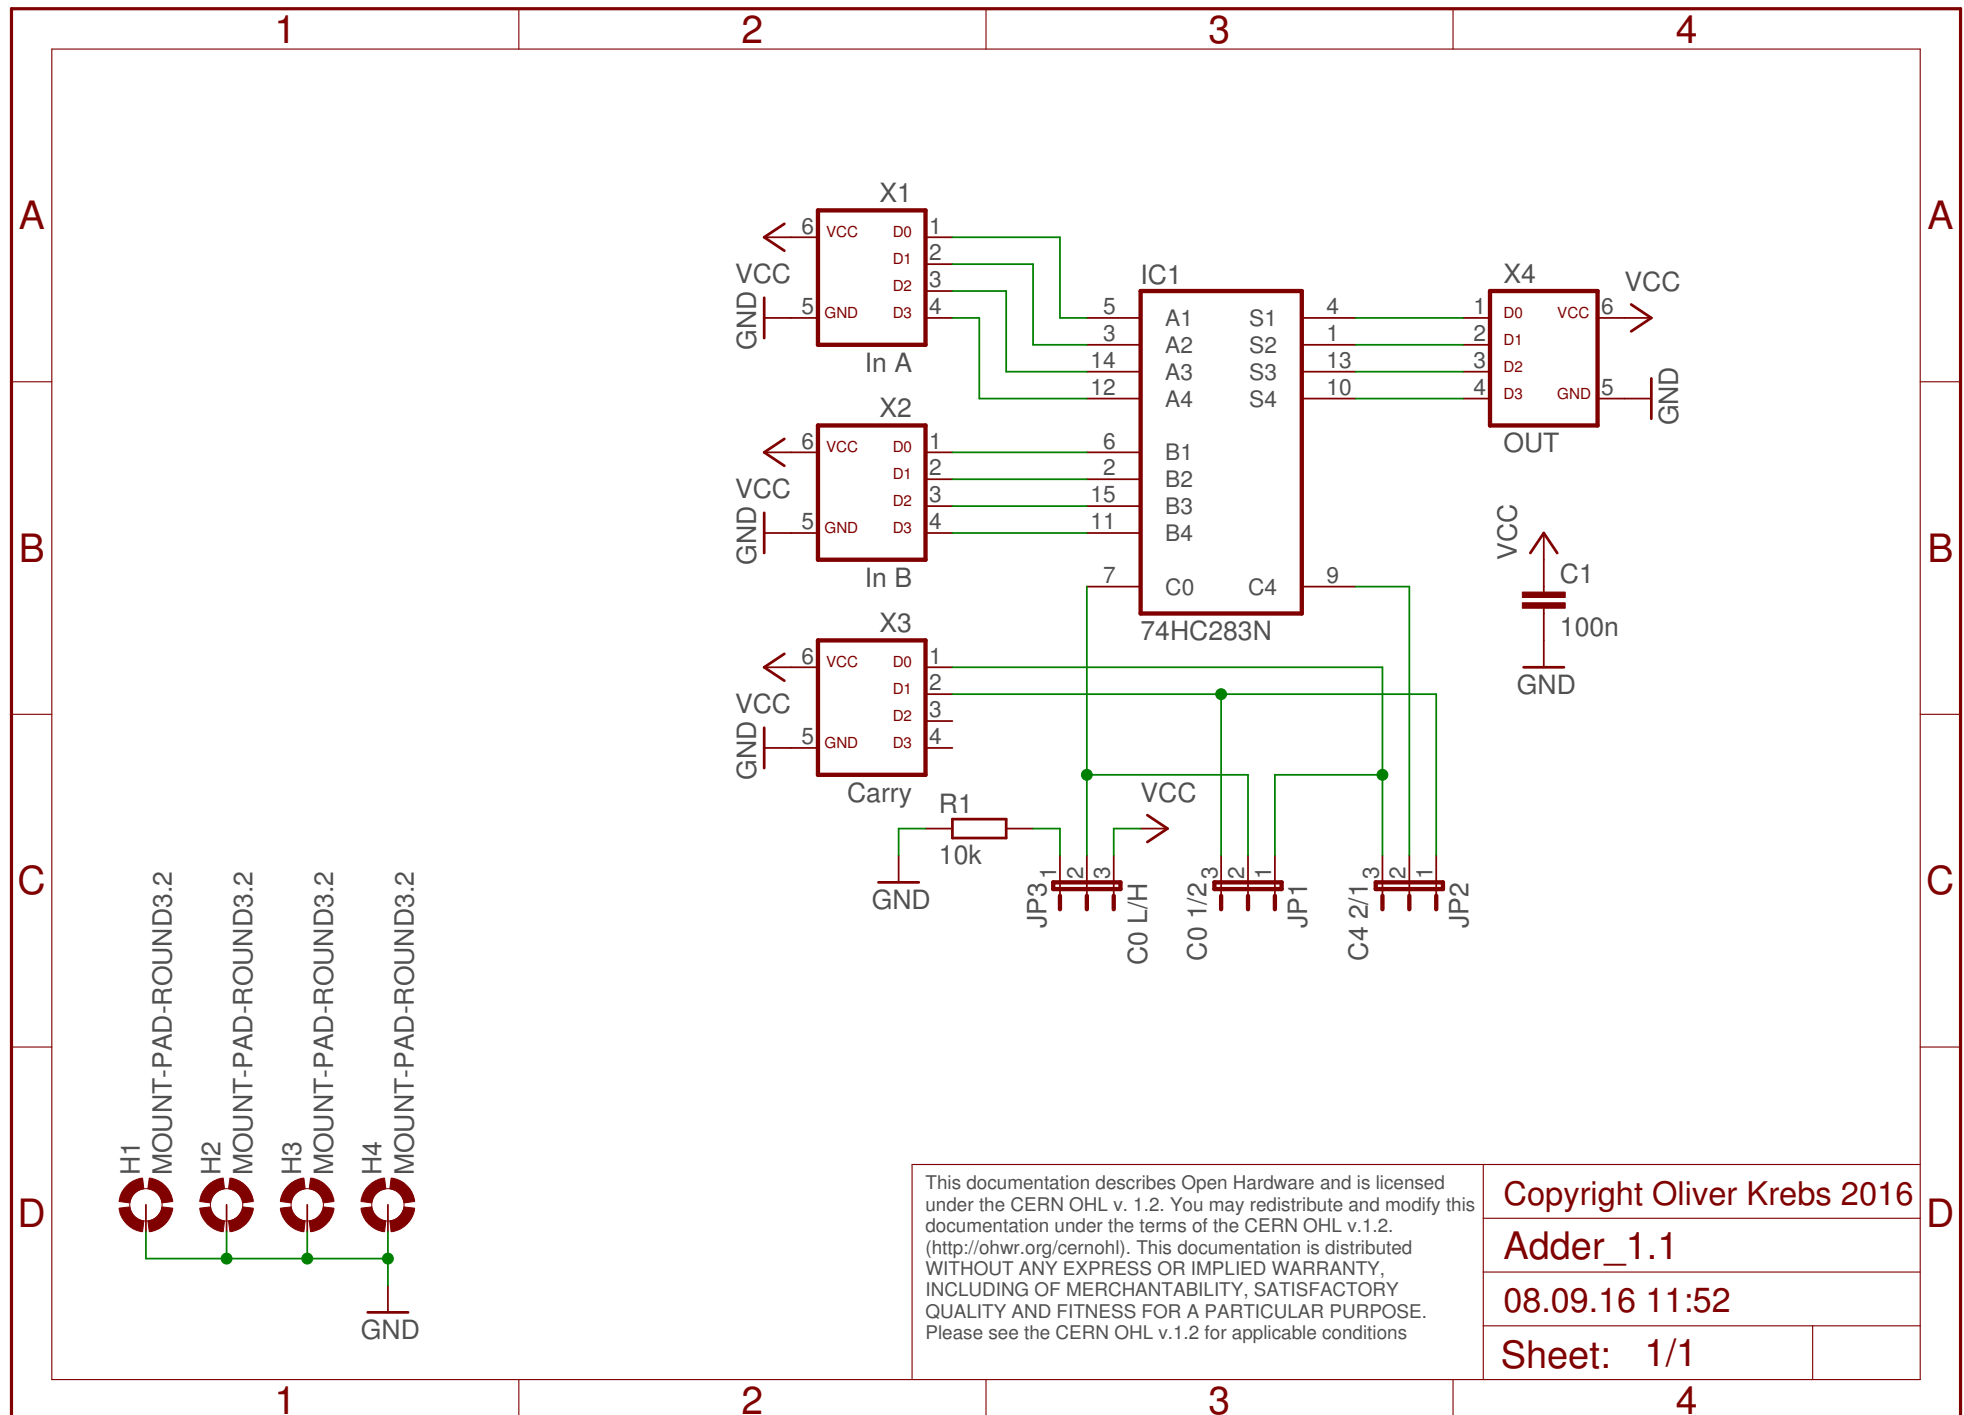 1 2 3 4
A A
B B
C C
D D
1 2 3 4
X1
6 VCC D0 1
D1 2
D2 3
5 GND D3 4
VCC
GND
In A
X2
6 VCC D0 1
D1 2
D2 3
5 GND D3 4
VCC
GND
In B
X3
6 VCC D0 1
D1 2
D2 3
5 GND D3 4
VCC
GND
Carry
IC1
5 A1 S1 4
3 A2 S2 1
14 A3 S3 13
12 A4 S4 10
6 B1
2 B2
15 B3
11 B4
7 C0 C4 9
74HC283N
X4
1 D0 VCC 6
2 D1
3 D2
4 D3 GND 5
VCC
GND
OUT
VCC
C1
100n
GND
R1
10k
GND
VCC
JP3 1 2 3 C0 L/H
C0 1/2 3 2 1 JP1
C4 2/1 3 2 1 JP2
H1
MOUNT-PAD-ROUND3.2
H2
MOUNT-PAD-ROUND3.2
H3
MOUNT-PAD-ROUND3.2
H4
MOUNT-PAD-ROUND3.2
GND
This documentation describes Open Hardware and is licensed
under the CERN OHL v. 1.2. You may redistribute and modify this
documentation under the terms of the CERN OHL v.1.2.
(http://ohwr.org/cernohl). This documentation is distributed
WITHOUT ANY EXPRESS OR IMPLIED WARRANTY,
INCLUDING OF MERCHANTABILITY, SATISFACTORY
QUALITY AND FITNESS FOR A PARTICULAR PURPOSE.
Please see the CERN OHL v.1.2 for applicable conditions
Copyright Oliver Krebs 2016
Adder_1.1
08.09.16 11:52
Sheet: 1/1